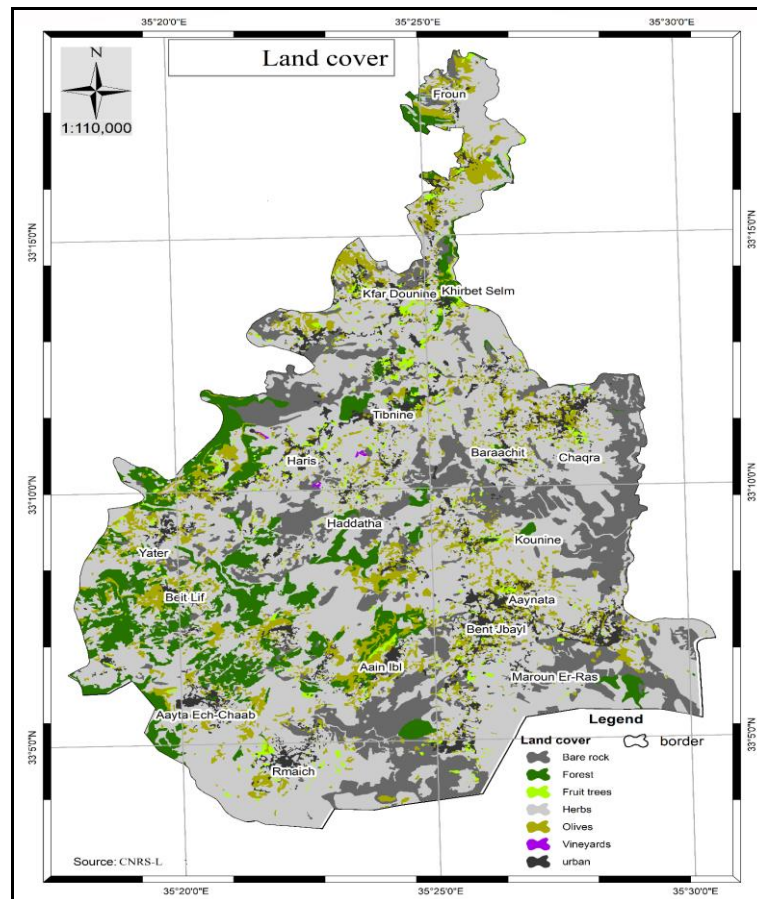 35°20'0"E
35°25'0"E
35°30'0"E
Land cover
N
1:110,000
Froun
33°15'0"N
33°15'0"N
Kfar Dounine
Khirbet Selm
Tibnine
Haris
Baraachit
Chaqra
33°10'0"N
33°10'0"N
Haddatha
Yater
Kounine
Beit Lif
Aaynata
Bent Jbayl
Aain Ibl
Maroun Er-Ras
Aayta Ech-Chaab
33°5'0"N
33°5'0"N
Rmaich
Legend
Land cover
border
Bare rock
Forest
Fruit trees
Herbs
Olives
Vineyards
urban
Source: CNRS-L
35°20'0"E
35°25'0"E
35°30'0"E